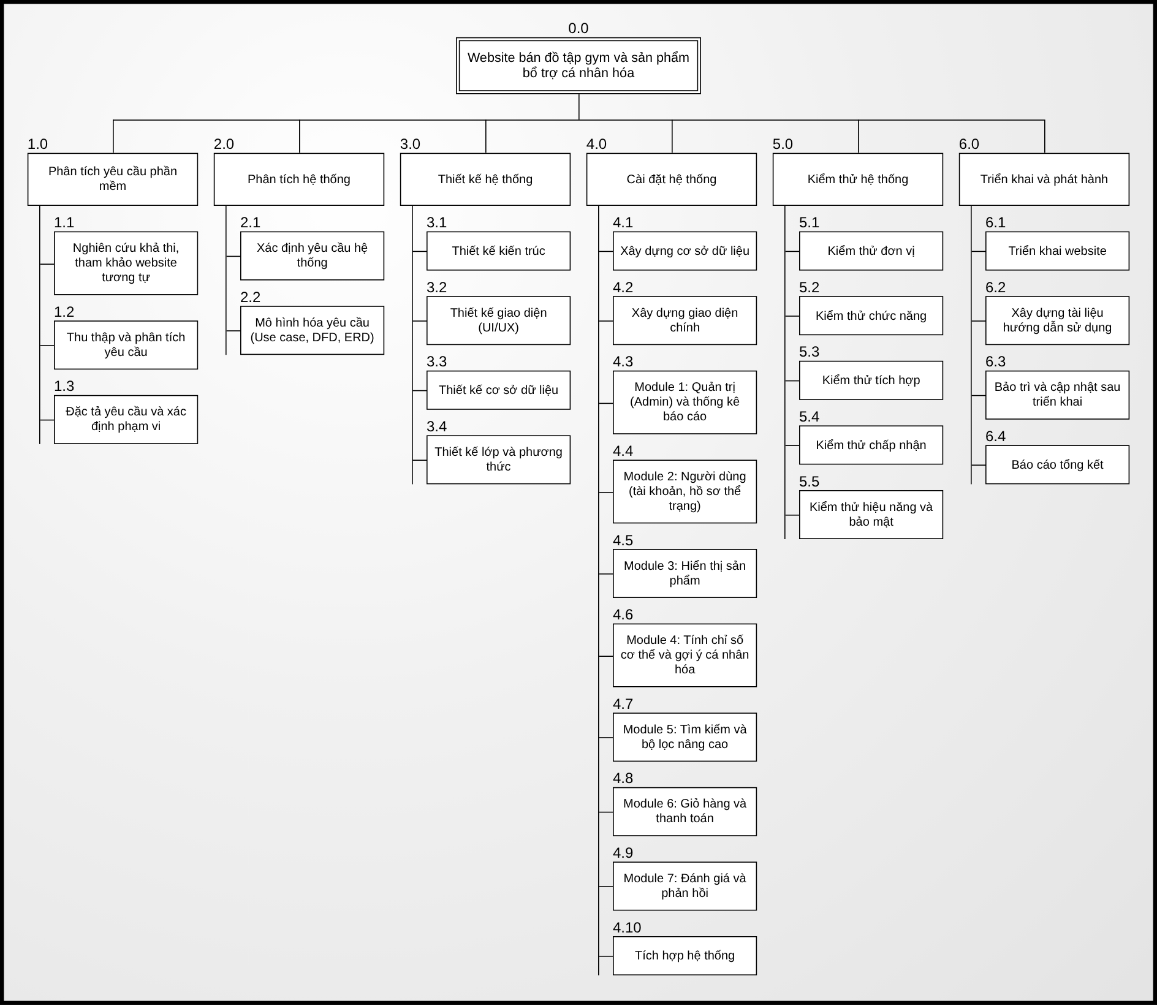 0.0
Website bán đồ tập gym và sản phẩm
bổ trợ cá nhân hóa
1.0
Phân tích yêu cầu phần
mềm
1.1
Nghiên cứu khả thi,
tham khảo website
tương tự
1.2
Thu thập và phân tích
yêu cầu
1.3
Đặc tả yêu cầu và xác
định phạm vi
2.0
Phân tích hệ thống
2.1
Xác định yêu cầu hệ
thống
2.2
Mô hình hóa yêu cầu
(Use case, DFD, ERD)
3.0
Thiết kế hệ thống
3.1
Thiết kế kiến trúc
3.2
Thiết kế giao diện
(UI/UX)
3.3
Thiết kế cơ sở dữ liệu
3.4
Thiết kế lớp và phương
thức
4.0
Cài đặt hệ thống
4.1
Xây dựng cơ sở dữ liệu
4.2
Xây dựng giao diện
chính
4.3
Module 1: Quản trị
(Admin) và thống kê
báo cáo
4.4
Module 2: Người dùng
(tài khoản, hồ sơ thể
trạng)
4.5
Module 3: Hiển thị sản
phẩm
4.6
Module 4: Tính chỉ số
cơ thể và gợi ý cá nhân
hóa
4.7
Module 5: Tìm kiếm và
bộ lọc nâng cao
4.8
Module 6: Giỏ hàng và
thanh toán
4.9
Module 7: Đánh giá và
phản hồi
4.10
Tích hợp hệ thống
5.0
Kiểm thử hệ thống
5.1
Kiểm thử đơn vị
5.2
Kiểm thử chức năng
5.3
Kiểm thử tích hợp
5.4
Kiểm thử chấp nhận
5.5
Kiểm thử hiệu năng và
bảo mật
6.0
Triển khai và phát hành
6.1
Triển khai website
6.2
Xây dựng tài liệu
hướng dẫn sử dụng
6.3
Bảo trì và cập nhật sau
triển khai
6.4
Báo cáo tổng kết